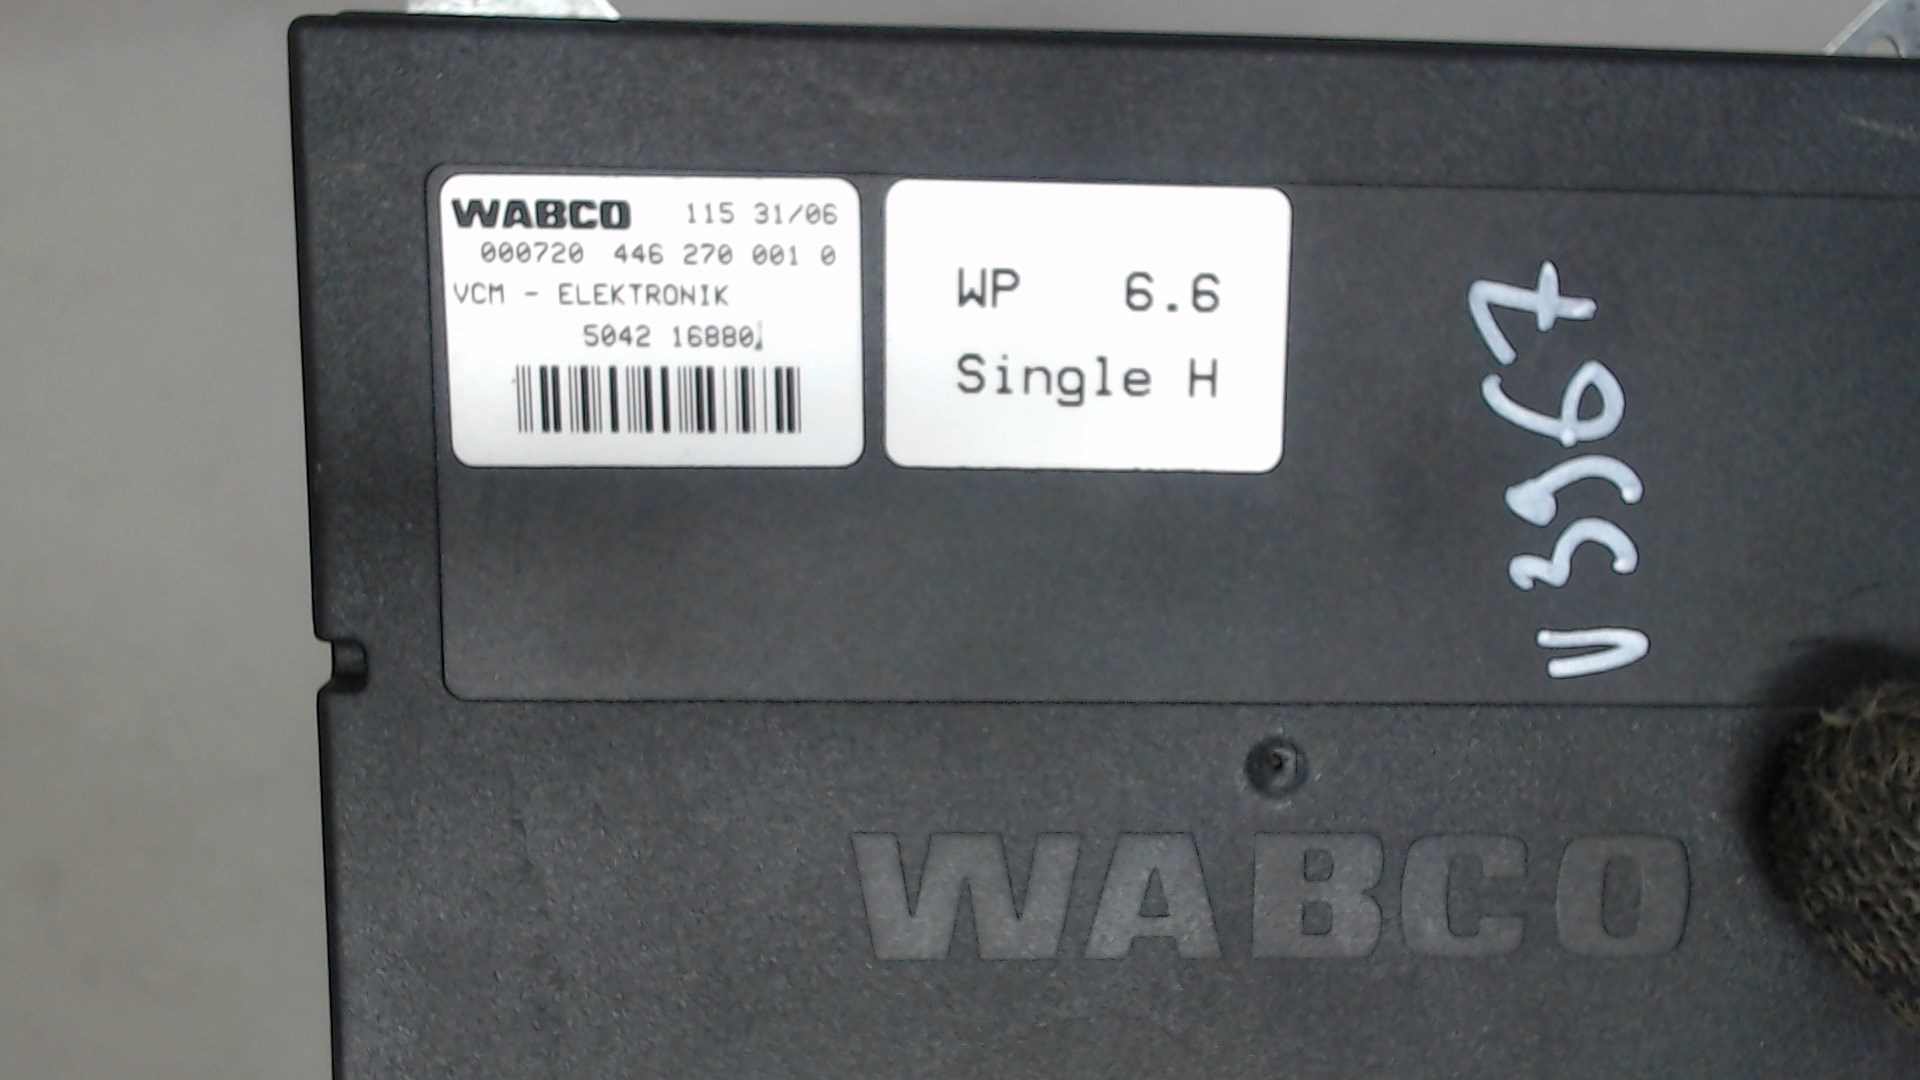 WABCO 115 31/06
000720 446 270 001 0
VCM - ELEKTRONIK
5042 16880
WP 6.6
Single H
V3367
WABCO